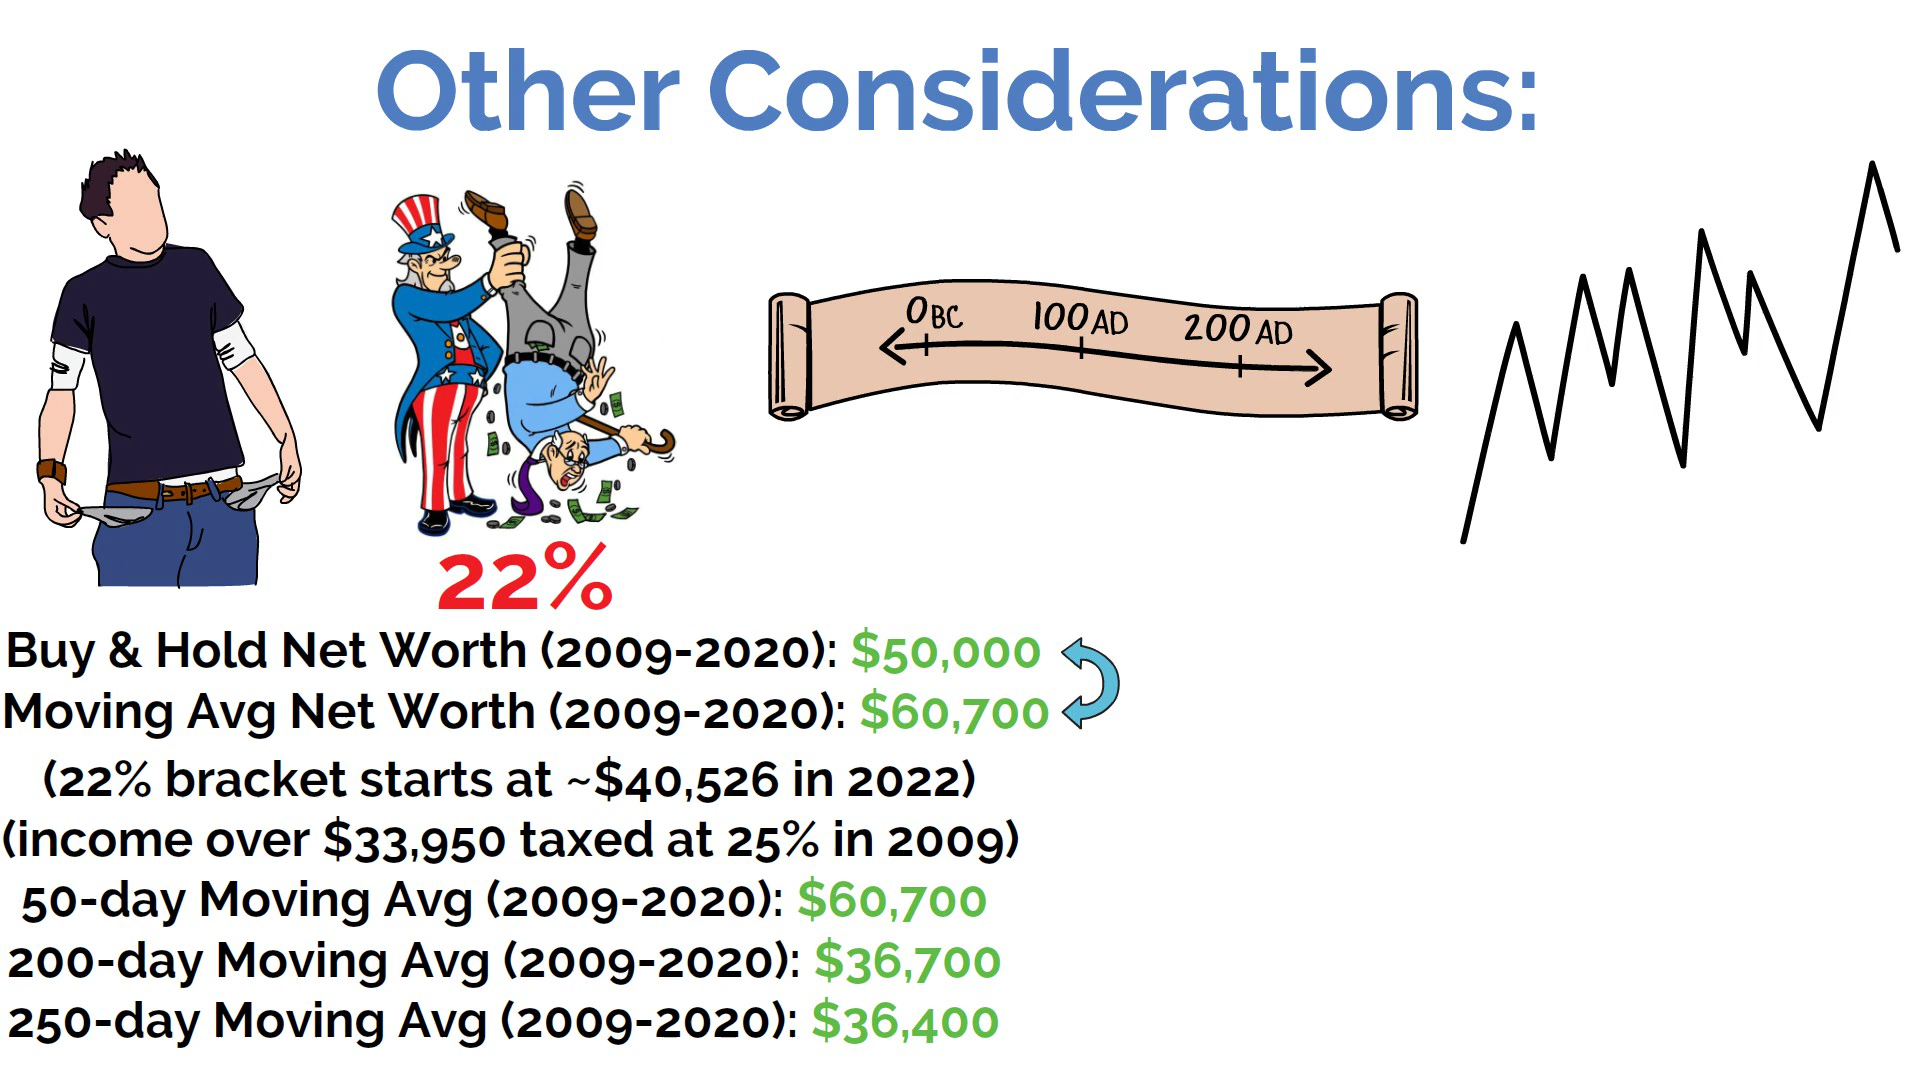 Other Considerations:
0 BC 100 AD 200 AD
22%
Buy & Hold Net Worth (2009-2020): $50,000
Moving Avg Net Worth (2009-2020): $60,700
(22% bracket starts at ~$40,526 in 2022)
(income over $33,950 taxed at 25% in 2009)
50-day Moving Avg (2009-2020): $60,700
200-day Moving Avg (2009-2020): $36,700
250-day Moving Avg (2009-2020): $36,400